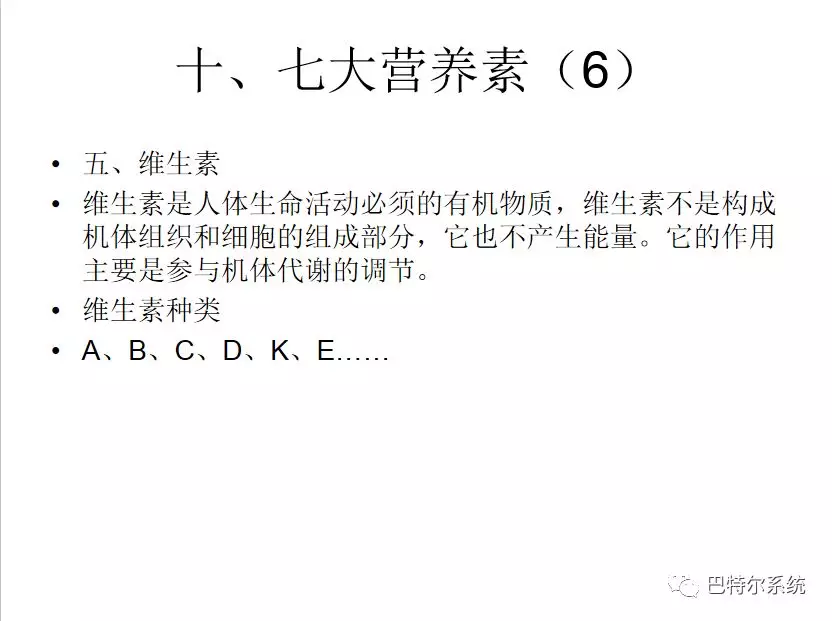 十、七大营养素（6）
• 五、维生素
• 维生素是人体生命活动必须的有机物质，维生素不是构成
机体组织和细胞的组成部分，它也不产生能量。它的作用
主要是参与机体代谢的调节。
• 维生素种类
• A、B、C、D、K、E……
巴特尔系统